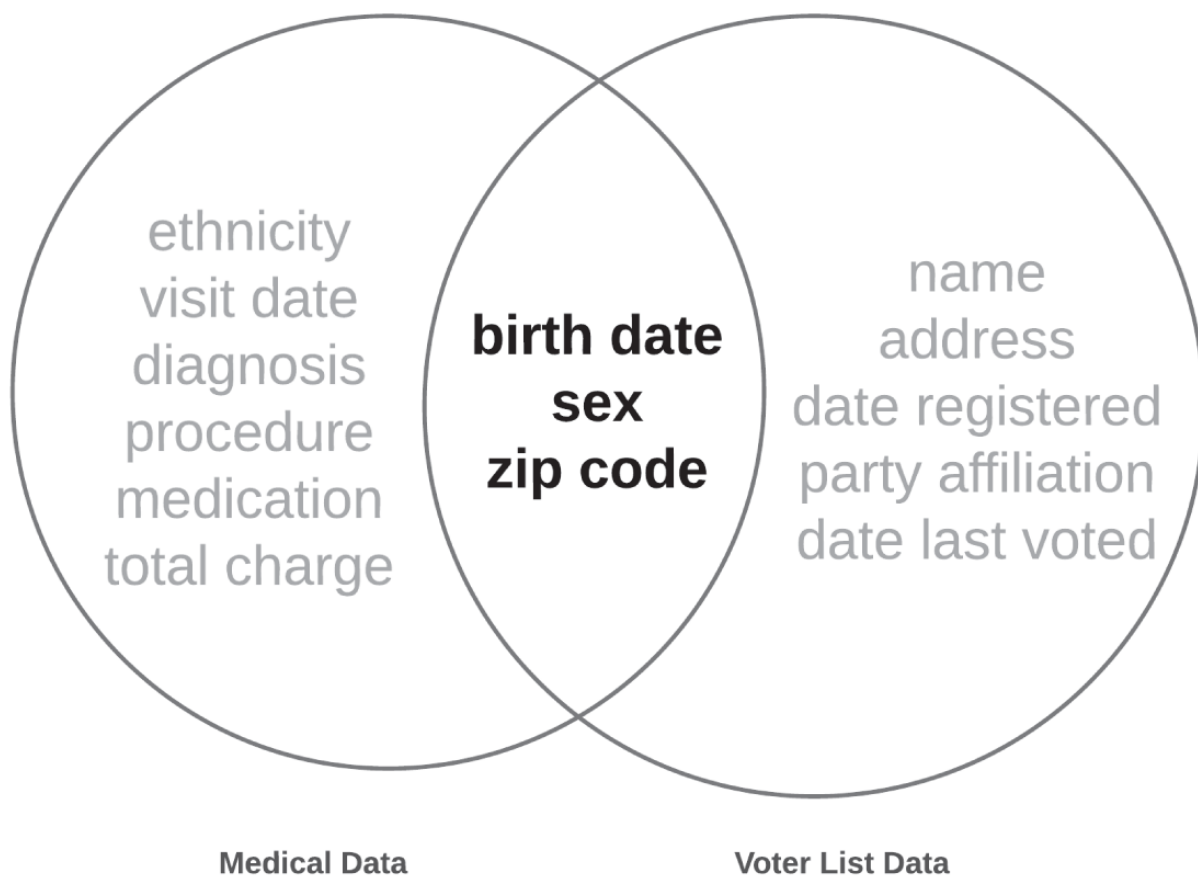 ethnicity
visit date
diagnosis
procedure
medication
total charge
birth date
sex
zip code
name
address
date registered
party affiliation
date last voted
Medical Data
Voter List Data